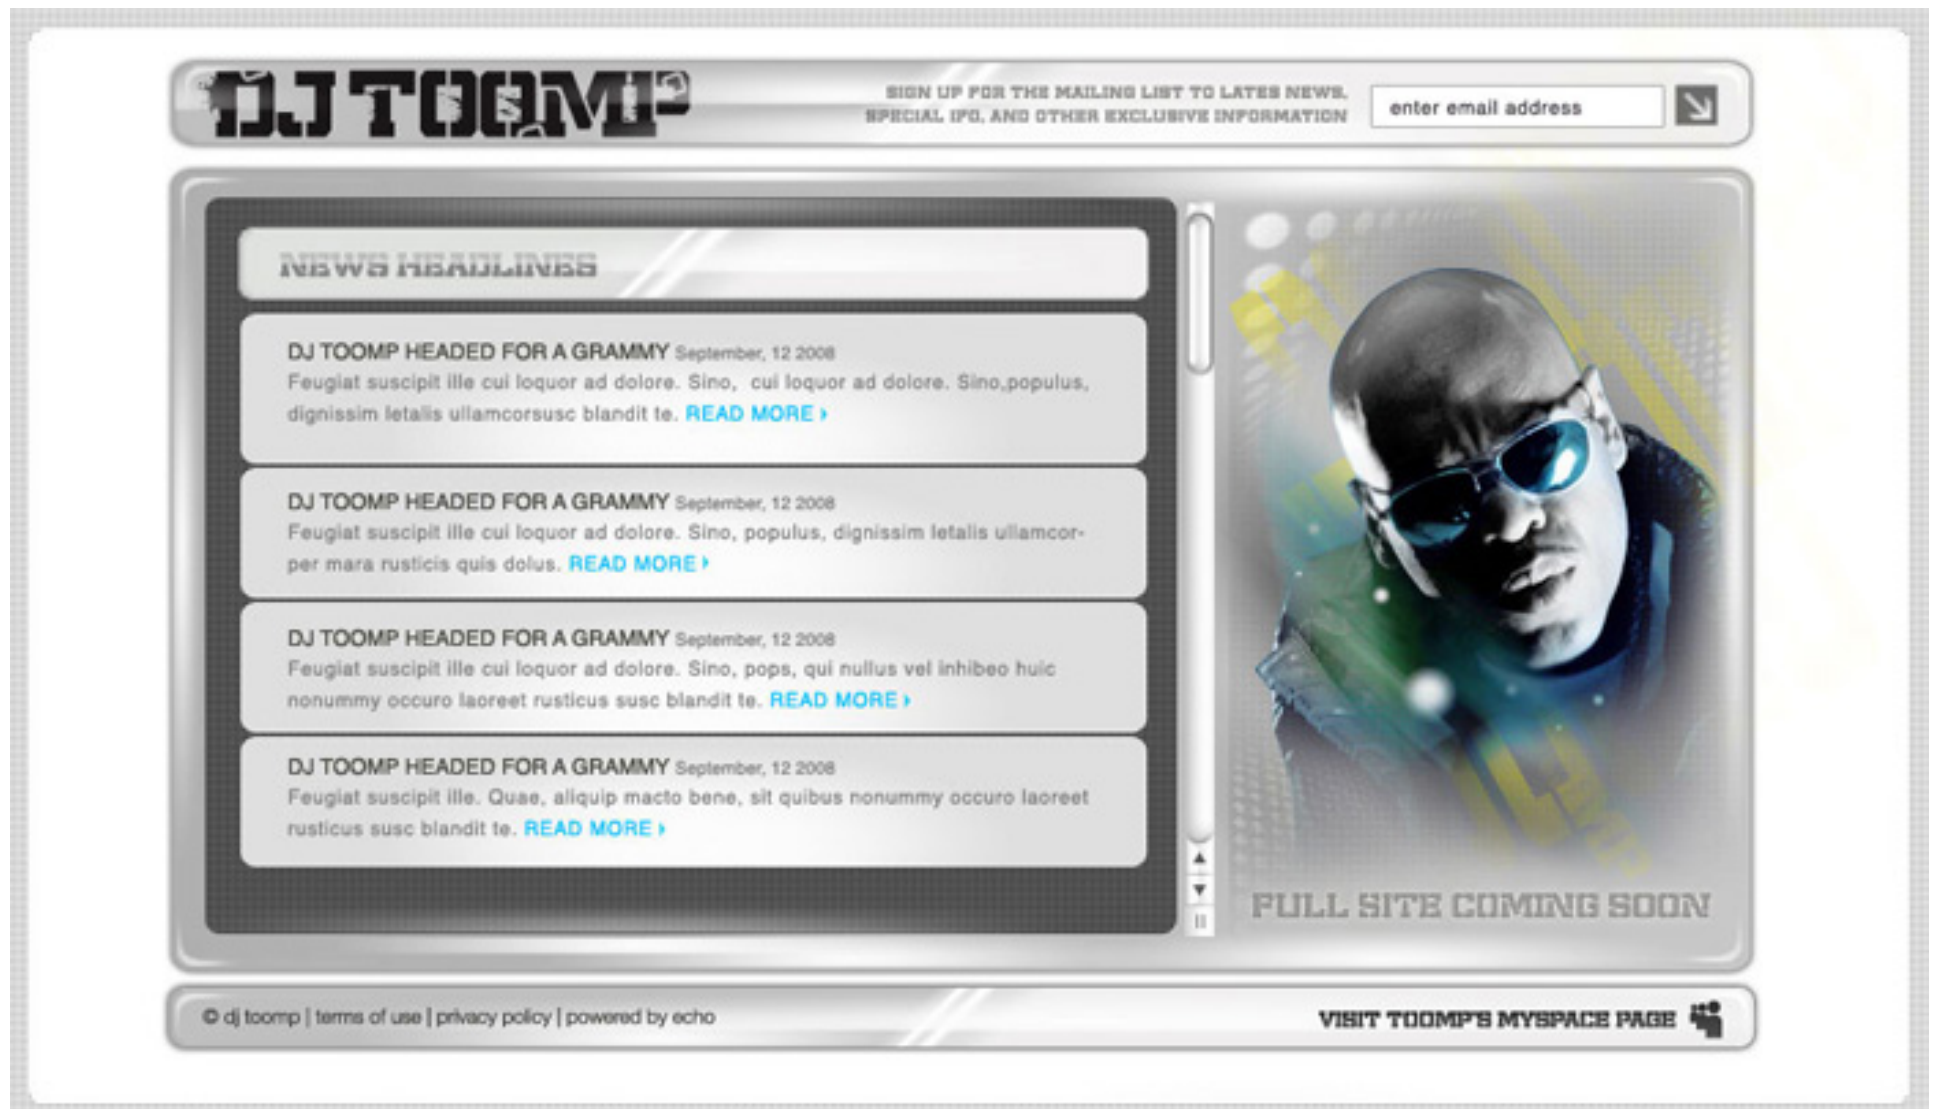 DJ TOOMP
SIGN UP FOR THE MAILING LIST TO LATES NEWS,
SPECIAL IFO, AND OTHER EXCLUSIVE INFORMATION
enter email address
NEWS HEADLINES
DJ TOOMP HEADED FOR A GRAMMY September, 12 2008
Feugiat suscipit ille cui loquor ad dolore. Sino,  cui loquor ad dolore. Sino,populus,
dignissim letalis ullamcorsusc blandit te. READ MORE
DJ TOOMP HEADED FOR A GRAMMY September, 12 2008
Feugiat suscipit ille cui loquor ad dolore. Sino, populus, dignissim letalis ullamcor-
per mara rusticis quis dolus. READ MORE
DJ TOOMP HEADED FOR A GRAMMY September, 12 2008
Feugiat suscipit ille cui loquor ad dolore. Sino, pops, qui nullus vel inhibeo huic
nonummy occuro laoreet rusticus susc blandit te. READ MORE
DJ TOOMP HEADED FOR A GRAMMY September, 12 2008
Feugiat suscipit ille. Quae, aliquip macto bene, sit quibus nonummy occuro laoreet
rusticus susc blandit te. READ MORE
FULL SITE COMING SOON
© dj toomp | terms of use | privacy policy | powered by echo
VISIT TOOMP'S MYSPACE PAGE